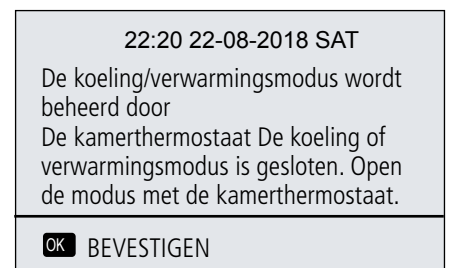 22:20 22-08-2018 SAT
De koeling/verwarmingsmodus wordt
beheerd door
De kamerthermostaat De koeling of
verwarmingsmodus is gesloten. Open
de modus met de kamerthermostaat.
OK BEVESTIGEN